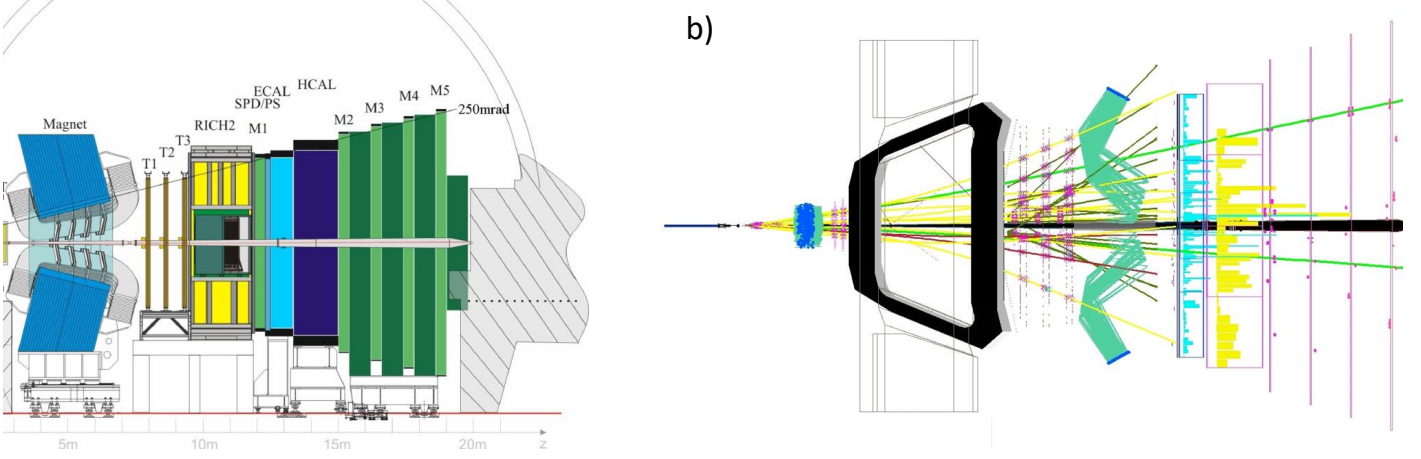 b)
HCAL
ECAL
SPD/PS
M5
M4
M3
M2
250mrad
RICH2
M1
Magnet
T3
T2
T1
5m
10m
15m
20m
z